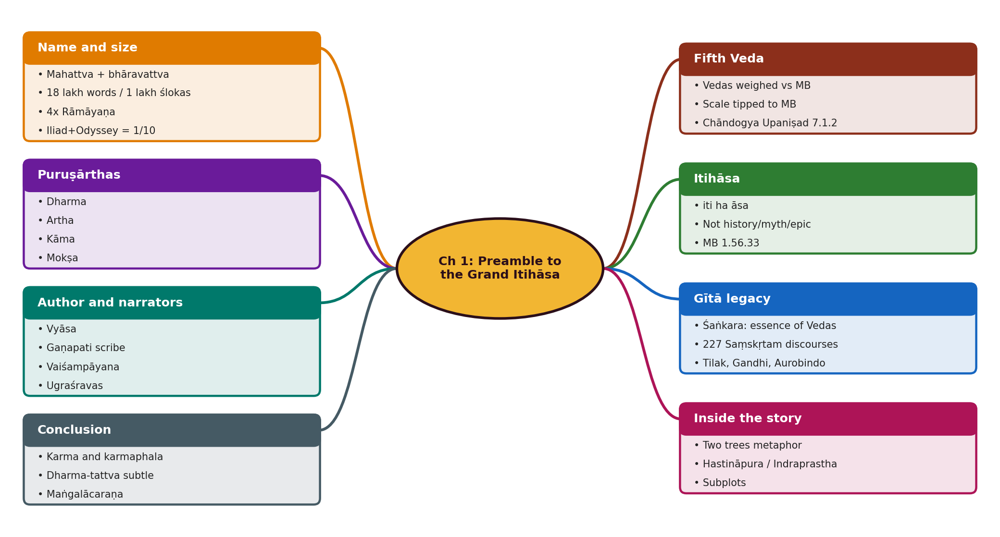 Name and size
• Mahattva + bhāravattva
• 18 lakh words / 1 lakh ślokas
• 4x Rāmāyaṇa
• Iliad+Odyssey = 1/10
Puruṣārthas
• Dharma
• Artha
• Kāma
• Mokṣa
Author and narrators
• Vyāsa
• Gaṇapati scribe
• Vaiśampāyana
• Ugraśravas
Conclusion
• Karma and karmaphala
• Dharma-tattva subtle
• Maṅgalācaraṇa
Ch 1: Preamble to
the Grand Itihāsa
Fifth Veda
• Vedas weighed vs MB
• Scale tipped to MB
• Chāndogya Upaniṣad 7.1.2
Itihāsa
• iti ha āsa
• Not history/myth/epic
• MB 1.56.33
Gītā legacy
• Śaṅkara: essence of Vedas
• 227 Saṃskṛtam discourses
• Tilak, Gandhi, Aurobindo
Inside the story
• Two trees metaphor
• Hastināpura / Indraprastha
• Subplots